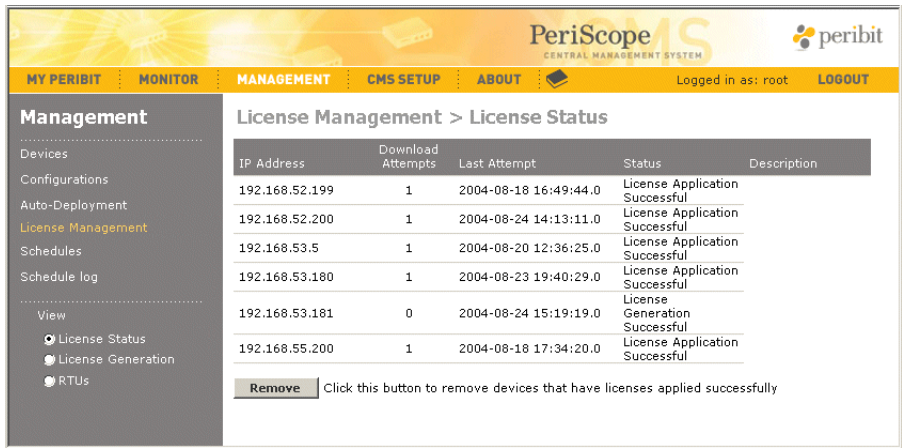 PeriScope
CENTRAL MANAGEMENT SYSTEM
CMS
peribit
MY PERIBIT MONITOR MANAGEMENT CMS SETUP ABOUT Logged in as: root LOGOUT
Management
Devices
Configurations
Auto-Deployment
License Management
Schedules
Schedule log
View
License Status
License Generation
RTUs
License Management > License Status
IP Address Download Attempts Last Attempt Status Description
192.168.52.199 1 2004-08-18 16:49:44.0 License Application Successful
192.168.52.200 1 2004-08-24 14:13:11.0 License Application Successful
192.168.53.5 1 2004-08-20 12:36:25.0 License Application Successful
192.168.53.180 1 2004-08-23 19:40:29.0 License Application Successful
192.168.53.181 0 2004-08-24 15:19:19.0 License Generation Successful
192.168.55.200 1 2004-08-18 17:34:20.0 License Application Successful
Remove Click this button to remove devices that have licenses applied successfully